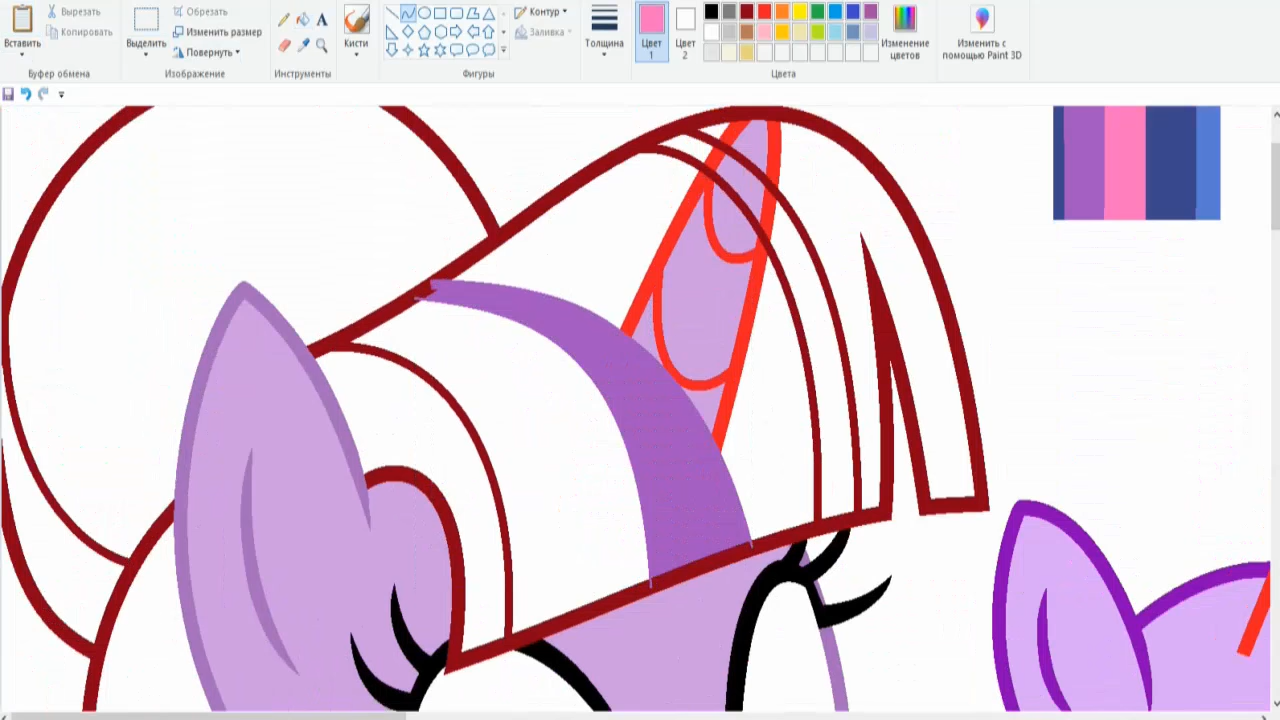 Вставить
Вырезать
Копировать
Буфер обмена
Выделить
Обрезать
Изменить размер
Повернуть
Изображение
A
Инструменты
Кисти
Контур
Заливка
Фигуры
Толщина
Цвет
1
Цвет
2
Цвета
Изменение
цветов
Изменить с
помощью Paint 3D